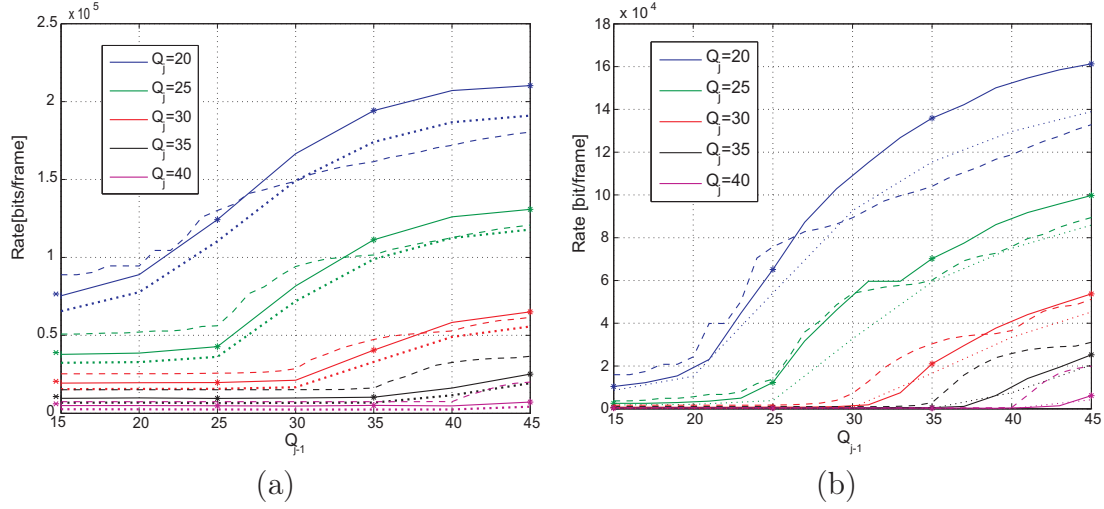 x 10^5
2.5
2
1.5
1
0.5
0
Rate[bits/frame]
Q_j=20
Q_j=25
Q_j=30
Q_j=35
Q_j=40
15 20 25 30 35 40 45
Q_{j-1}
(a)
x 10^4
18
16
14
12
10
8
6
4
2
0
Rate [bit/frame]
Q_j=20
Q_j=25
Q_j=30
Q_j=35
Q_j=40
15 20 25 30 35 40 45
Q_{j-1}
(b)